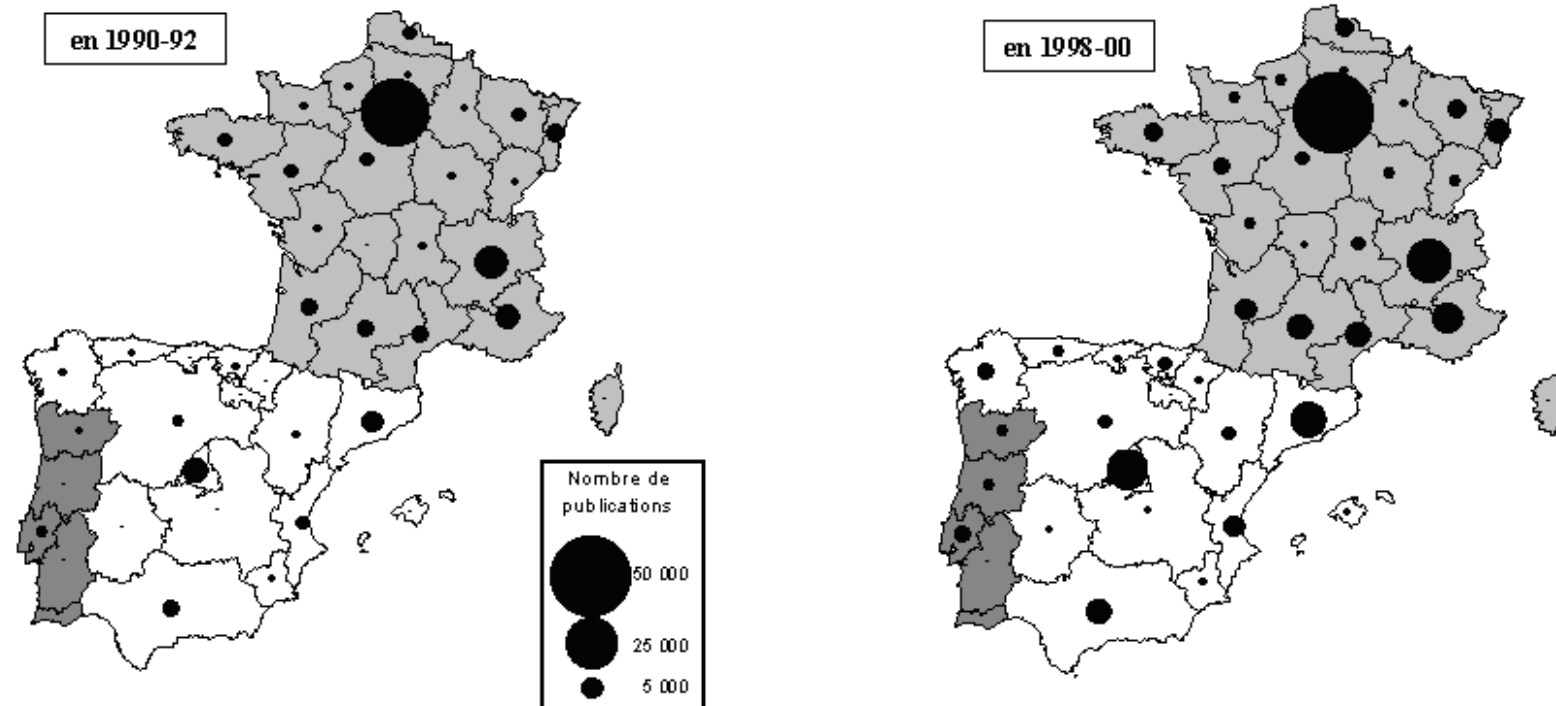 en 1990-92
en 1998-00
Nombre de
publications
50 000
25 000
5 000